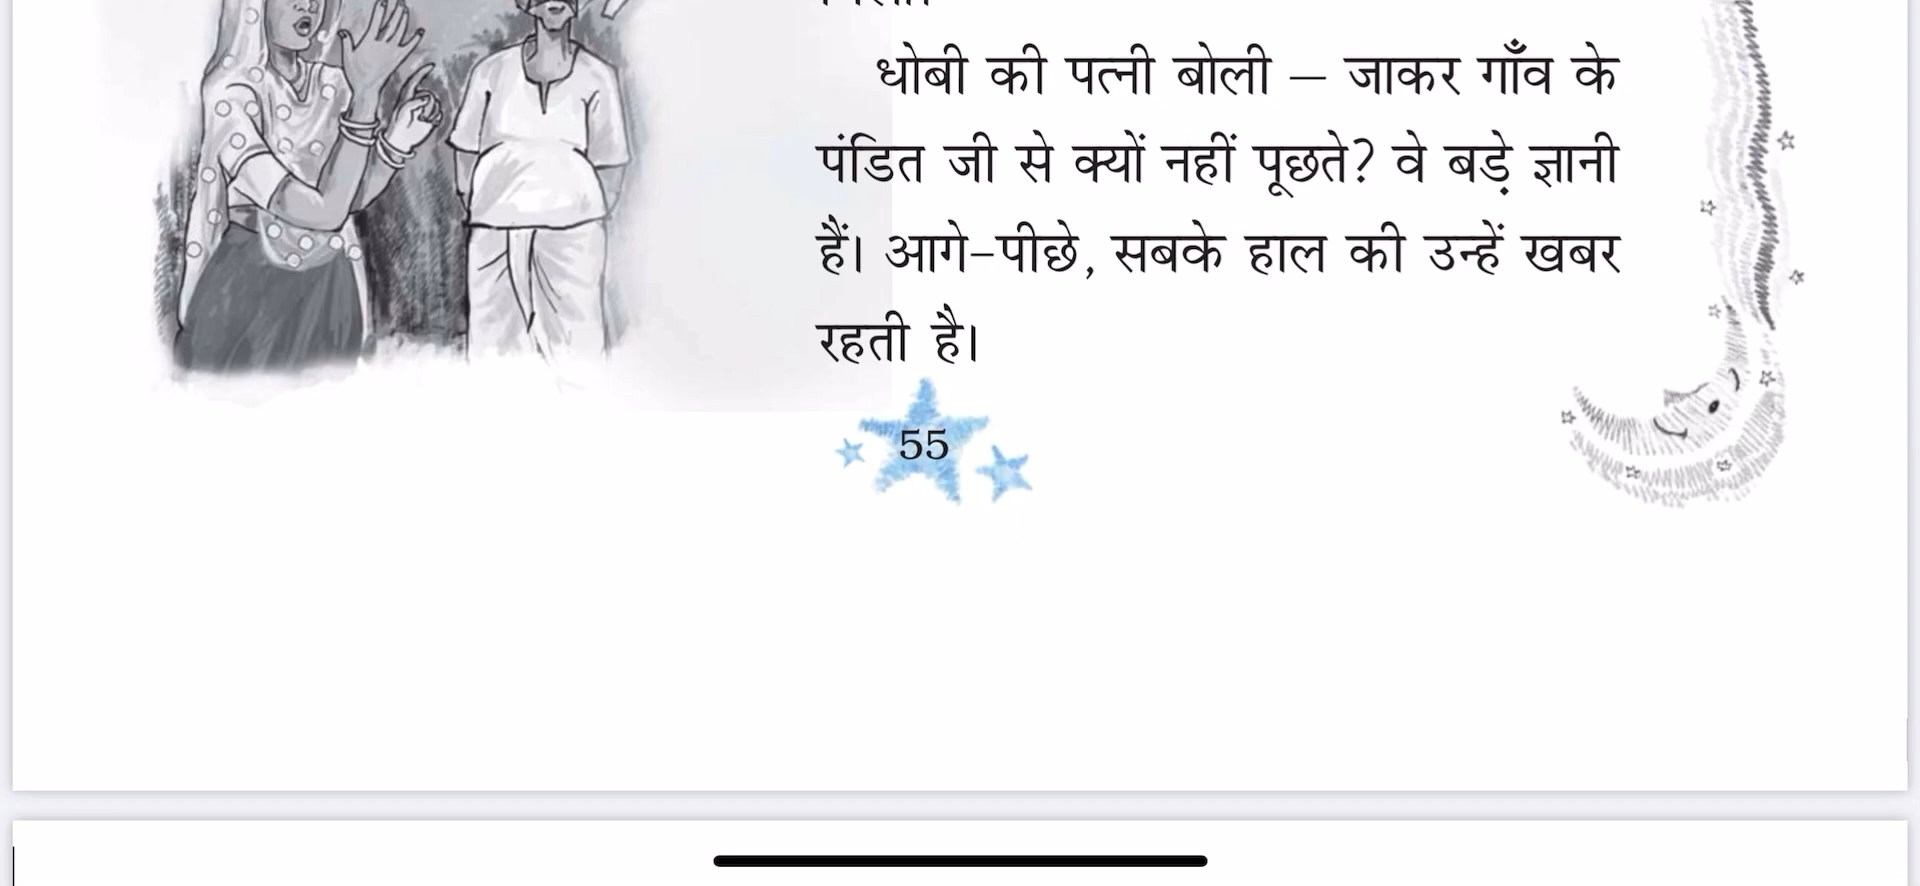 धोबी की पत्नी बोली – जाकर गाँव के
पंडित जी से क्यों नहीं पूछते? वे बड़े ज्ञानी
हैं। आगे-पीछे, सबके हाल की उन्हें खबर
रहती है।
55